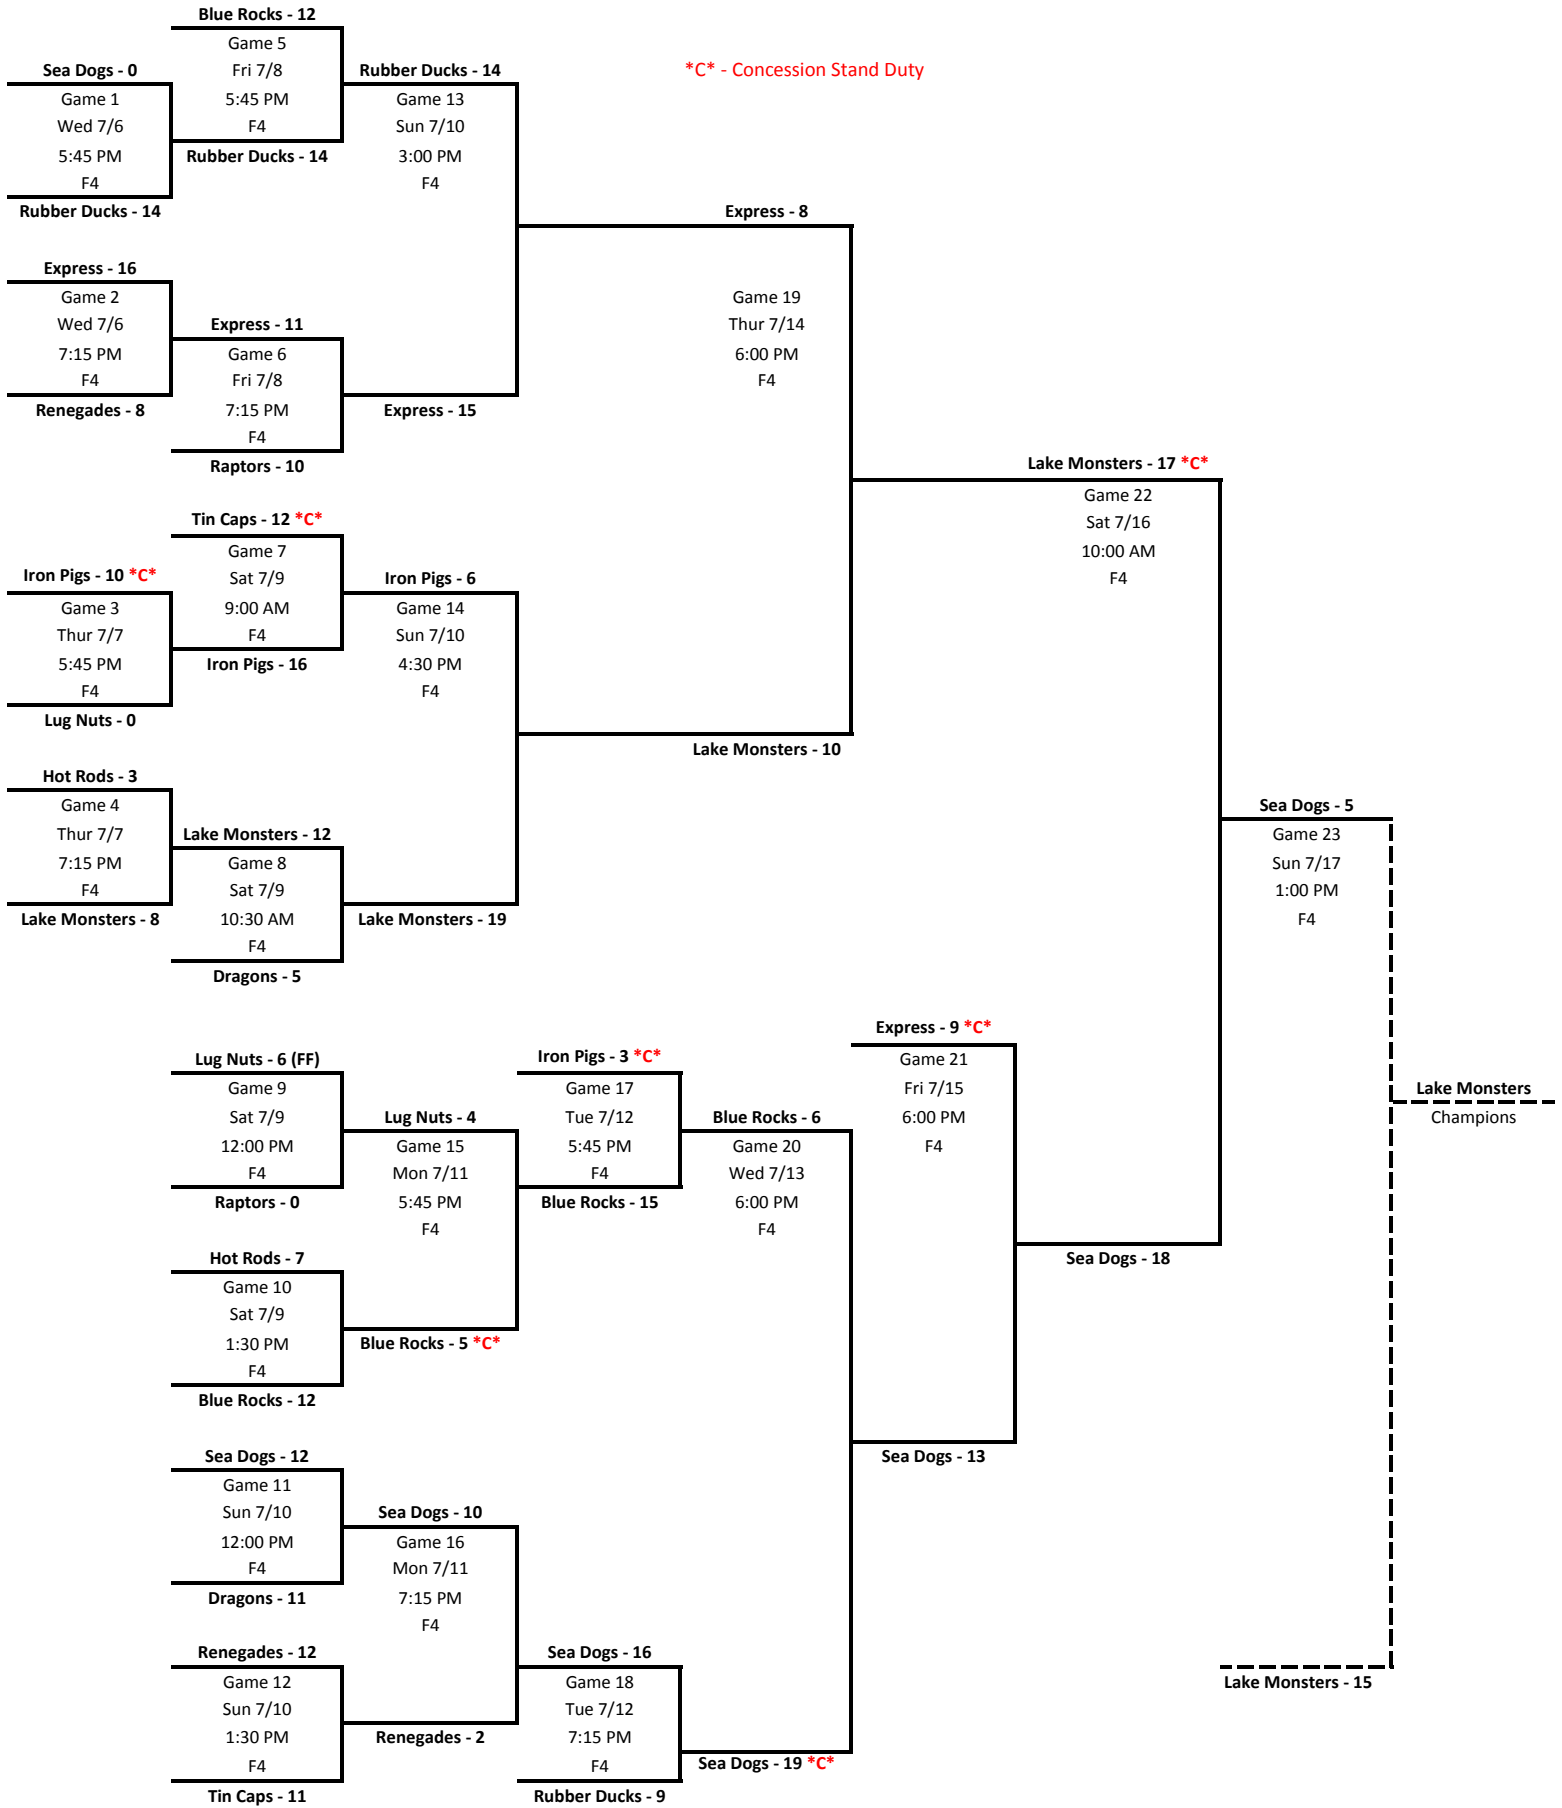 Blue Rocks - 12
Game 5
Fri 7/8
5:45 PM
F4
Rubber Ducks - 14
Sea Dogs - 0
Game 1
Wed 7/6
5:45 PM
F4
Rubber Ducks - 14
Rubber Ducks - 14
Game 13
Sun 7/10
3:00 PM
F4
Express - 15
*C* - Concession Stand Duty
Express - 16
Game 2
Wed 7/6
7:15 PM
F4
Renegades - 8
Express - 11
Game 6
Fri 7/8
7:15 PM
F4
Raptors - 10
Express - 8
Game 19
Thur 7/14
6:00 PM
F4
Lake Monsters - 10
Tin Caps - 12 *C*
Game 7
Sat 7/9
9:00 AM
F4
Iron Pigs - 16
Iron Pigs - 10 *C*
Game 3
Thur 7/7
5:45 PM
F4
Lug Nuts - 0
Iron Pigs - 6
Game 14
Sun 7/10
4:30 PM
F4
Lake Monsters - 19
Hot Rods - 3
Game 4
Thur 7/7
7:15 PM
F4
Lake Monsters - 8
Lake Monsters - 12
Game 8
Sat 7/9
10:30 AM
F4
Dragons - 5
Lake Monsters - 17 *C*
Game 22
Sat 7/16
10:00 AM
F4
Sea Dogs - 18
Sea Dogs - 5
Game 23
Sun 7/17
1:00 PM
F4
Lake Monsters - 15
Lake Monsters
Champions
Lug Nuts - 6 (FF)
Game 9
Sat 7/9
12:00 PM
F4
Raptors - 0
Lug Nuts - 4
Game 15
Mon 7/11
5:45 PM
F4
Blue Rocks - 5 *C*
Iron Pigs - 3 *C*
Game 17
Tue 7/12
5:45 PM
F4
Blue Rocks - 15
Blue Rocks - 6
Game 20
Wed 7/13
6:00 PM
F4
Sea Dogs - 19 *C*
Express - 9 *C*
Game 21
Fri 7/15
6:00 PM
F4
Sea Dogs - 13
Hot Rods - 7
Game 10
Sat 7/9
1:30 PM
F4
Blue Rocks - 12
Sea Dogs - 12
Game 11
Sun 7/10
12:00 PM
F4
Dragons - 11
Sea Dogs - 10
Game 16
Mon 7/11
7:15 PM
F4
Renegades - 2
Renegades - 12
Game 12
Sun 7/10
1:30 PM
F4
Tin Caps - 11
Sea Dogs - 16
Game 18
Tue 7/12
7:15 PM
F4
Rubber Ducks - 9